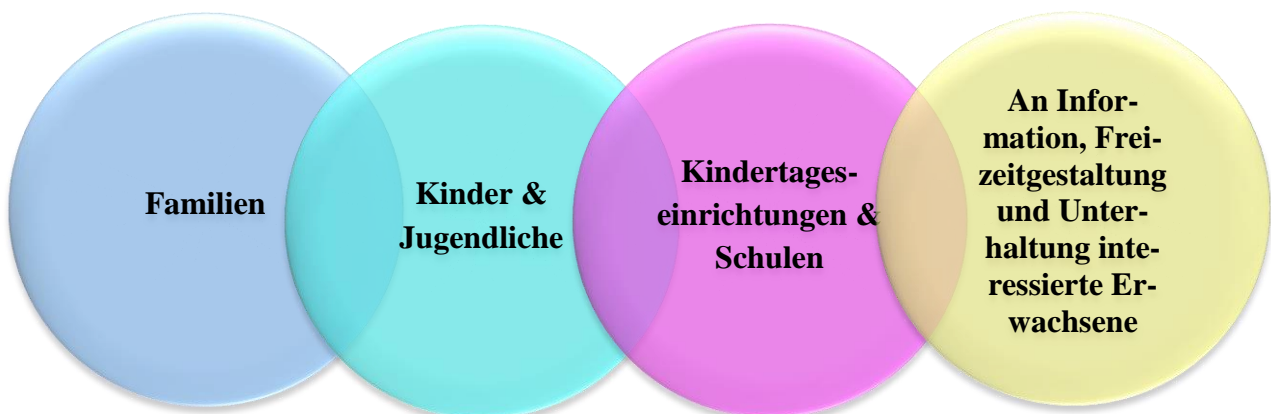 Familien
Kinder &
Jugendliche
Kindertages-
einrichtungen &
Schulen
An Infor-
mation, Frei-
zeitgestaltung
und Unter-
haltung inte-
ressierte Er-
wachsene